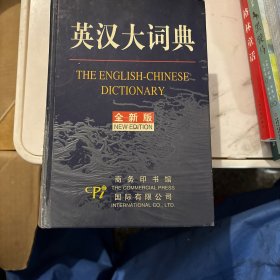 英汉大词典
THE ENGLISH-CHINESE
DICTIONARY
全新版
NEW EDITION
CPI
商务印书馆
THE COMMERCIAL PRESS
国际有限公司
INTERNATIONAL CO., LTD.